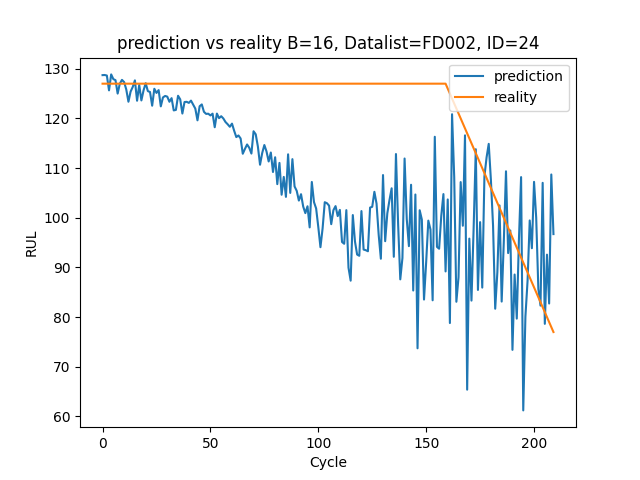 prediction vs reality B=16, Datalist=FD002, ID=24
prediction
reality
130
120
110
100
90
80
70
60
RUL
0
50
100
150
200
Cycle